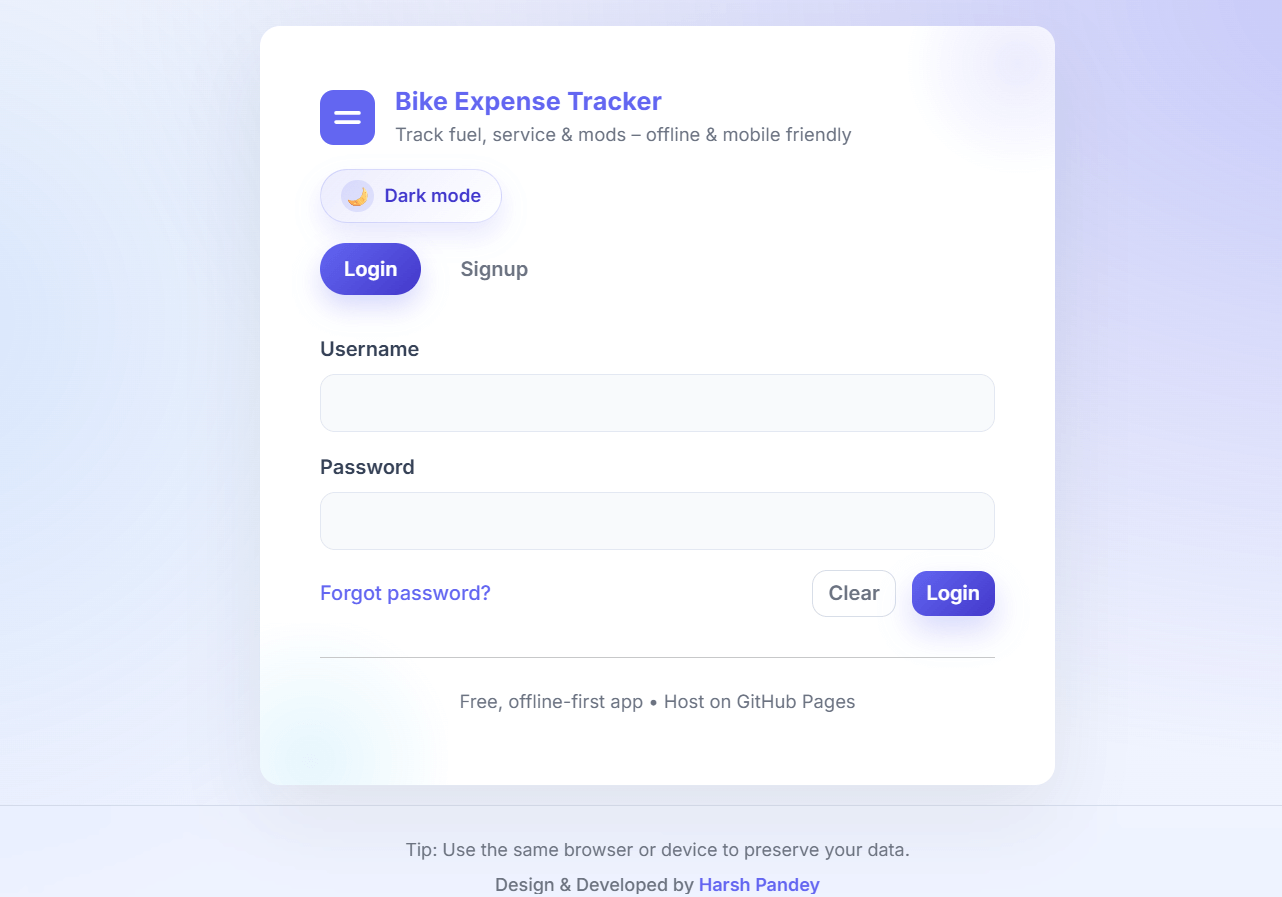 Bike Expense Tracker
Track fuel, service & mods – offline & mobile friendly
Dark mode
Login Signup
Username
Password
Forgot password? Clear Login
Free, offline-first app • Host on GitHub Pages
Tip: Use the same browser or device to preserve your data.
Design & Developed by Harsh Pandey